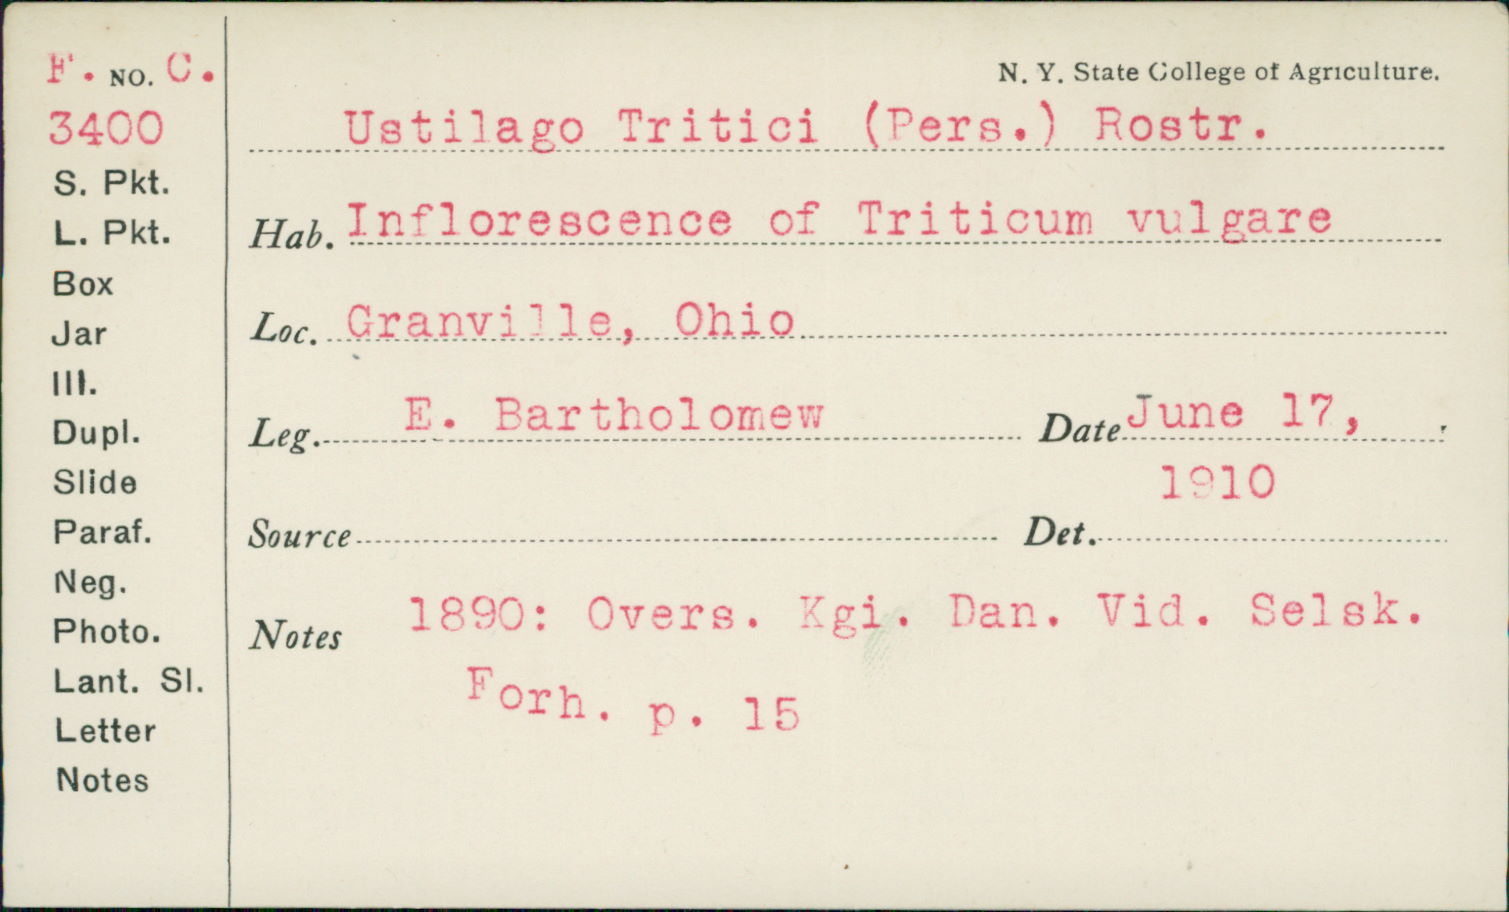 F. NO. C.
3400
S. Pkt.
L. Pkt.
Box
Jar
Ill.
Dupl.
Slide
Paraf.
Neg.
Photo.
Lant. Sl.
Letter
Notes
N. Y. State College of Agriculture.
Ustilago Tritici (Pers.) Rostr.
Hab. Inflorescence of Triticum vulgare
Loc. Granville, Ohio
Leg. E. Bartholomew Date June 17,
1910
Source Det.
Notes 1890: Overs. Kgi. Dan. Vid. Selsk.
Forh. p. 15